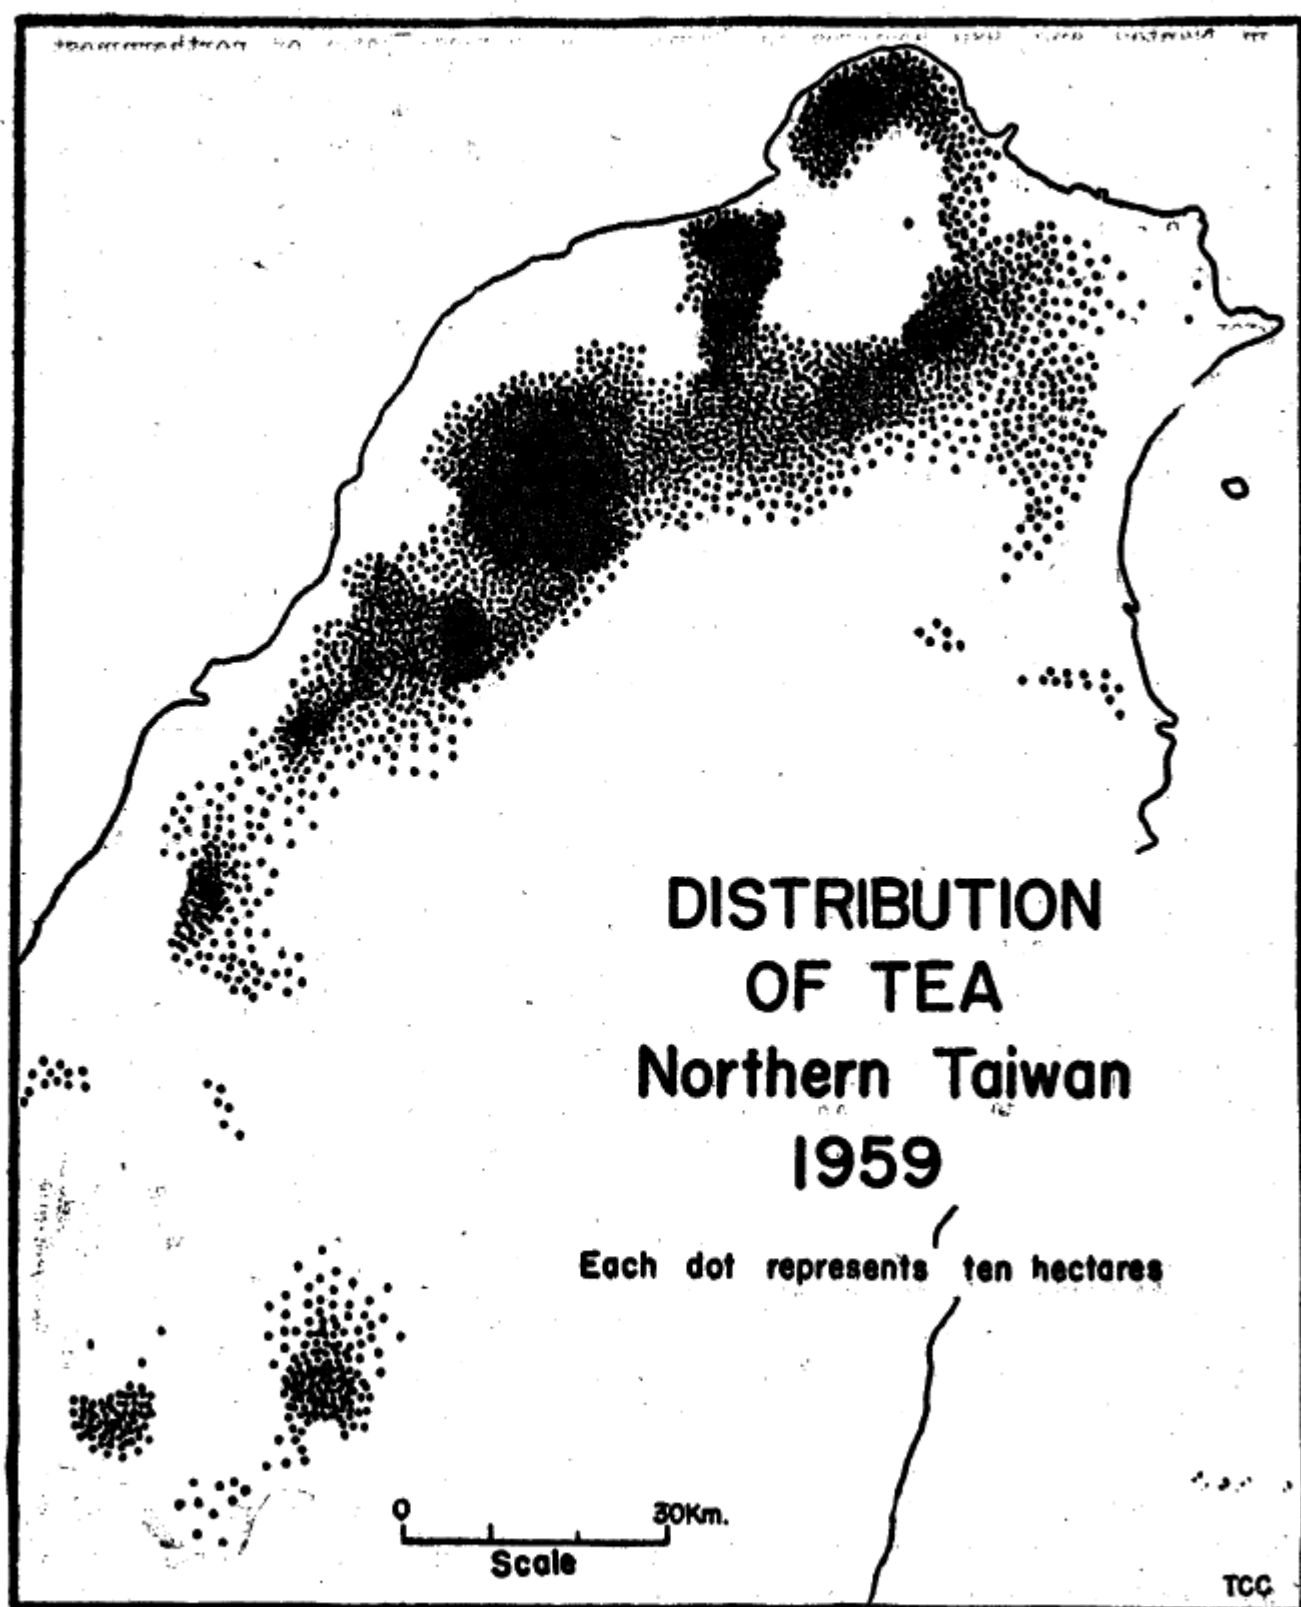 DISTRIBUTION
OF TEA
Northern Taiwan
1959
Each dot represents ten hectares
0 30Km.
Scale
TCC